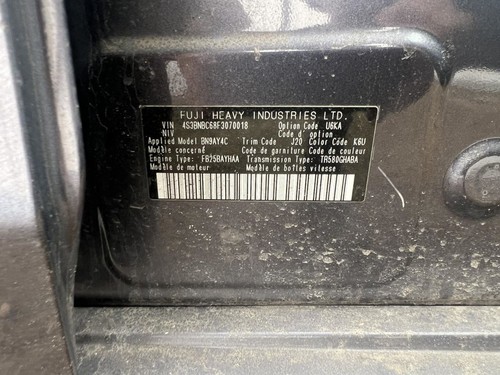 FUJI HEAVY INDUSTRIES LTD.
VIN 4S3BNBC68F3070018 Option Code U6KA
NIV Code d' option
Applied Model BN9AY4C Trim Code J20 Color Code K6U
Modèle concerné Code de garniture Code de couleur
Engine Type FB25BAYHAA Transmission Type TR580GHABA
Modèle de moteur Modèle de boîtes vitesse